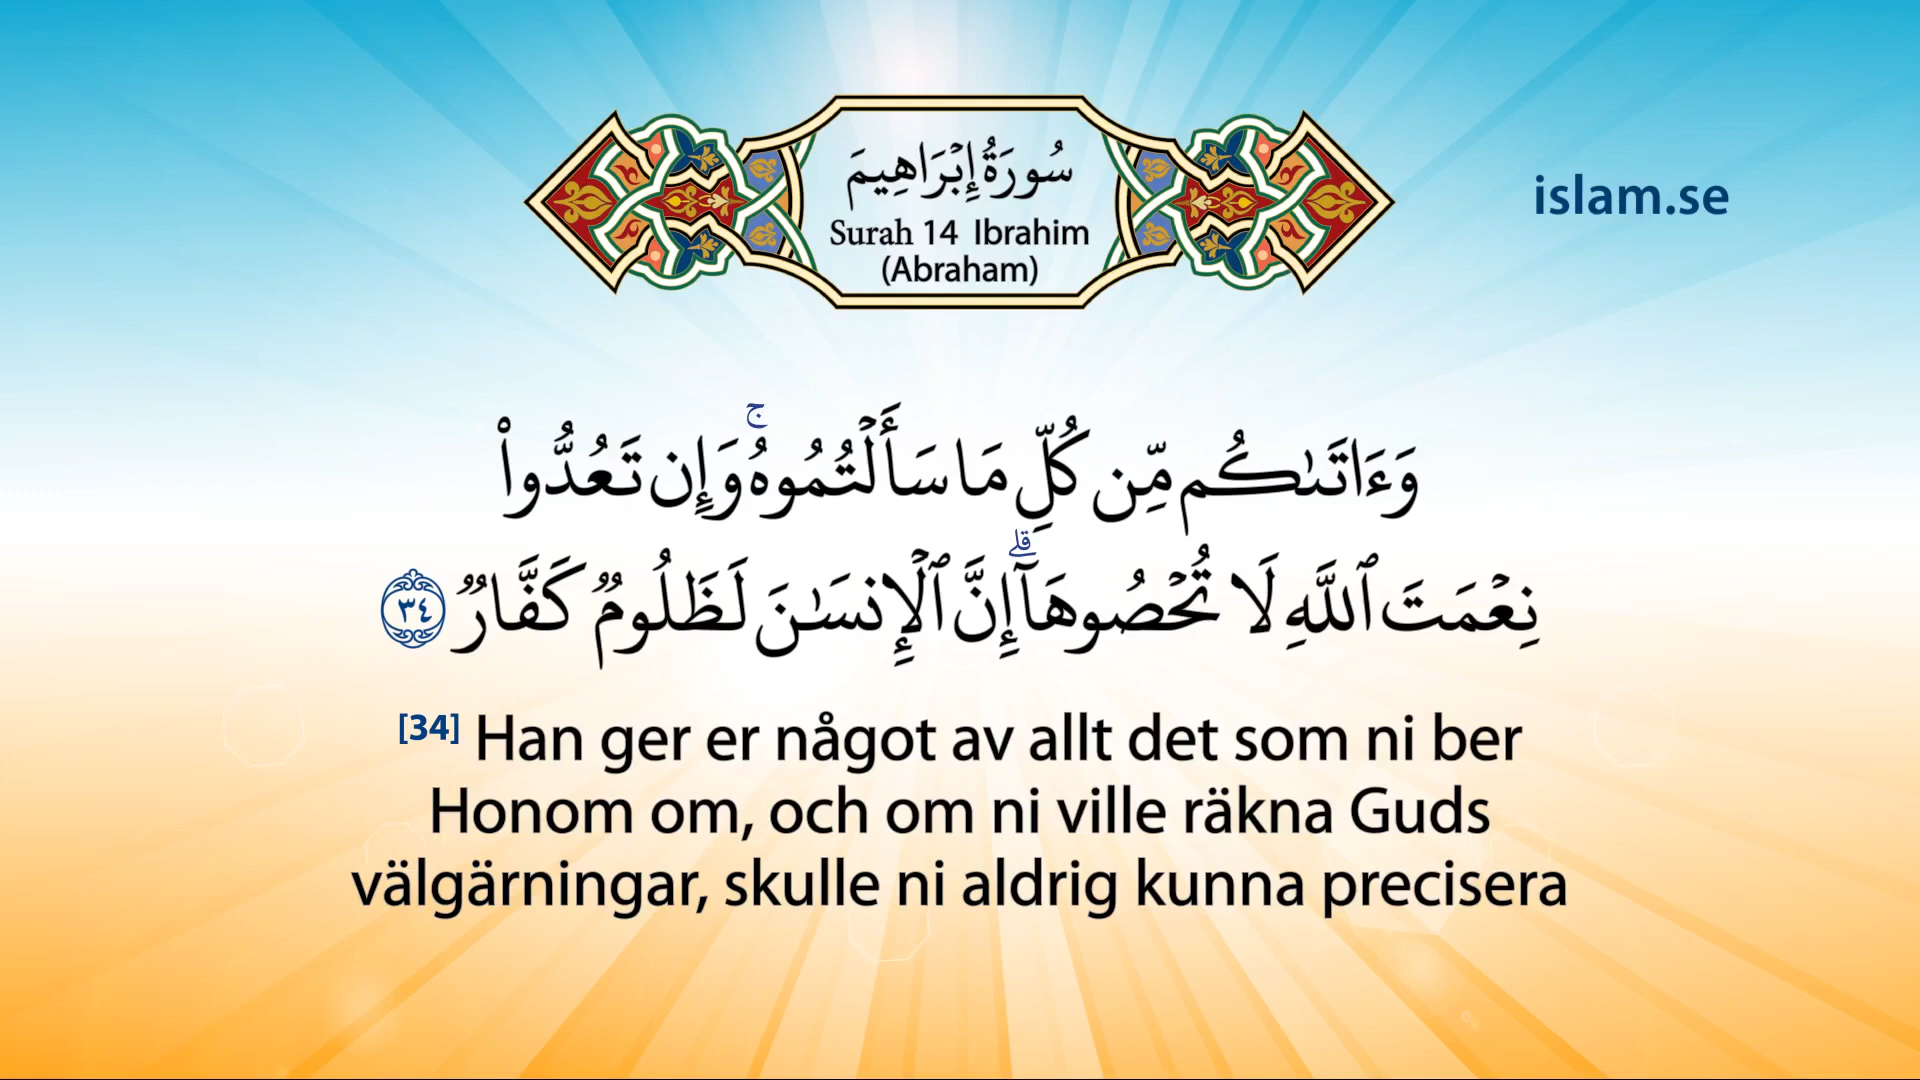 سُورَةُ إِبْرَاهِيمَ
Surah 14 Ibrahim
(Abraham)
islam.se
وَءَاتَىٰكُم مِّن كُلِّ مَا سَأَلْتُمُوهُ ۚ وَإِن تَعُدُّوا۟
نِعْمَتَ ٱللَّهِ لَا تُحْصُوهَآ ۗ إِنَّ ٱلْإِنسَـٰنَ لَظَلُومٌ كَفَّارٌ ٣٤
[34] Han ger er något av allt det som ni ber
Honom om, och om ni ville räkna Guds
välgärningar, skulle ni aldrig kunna precisera